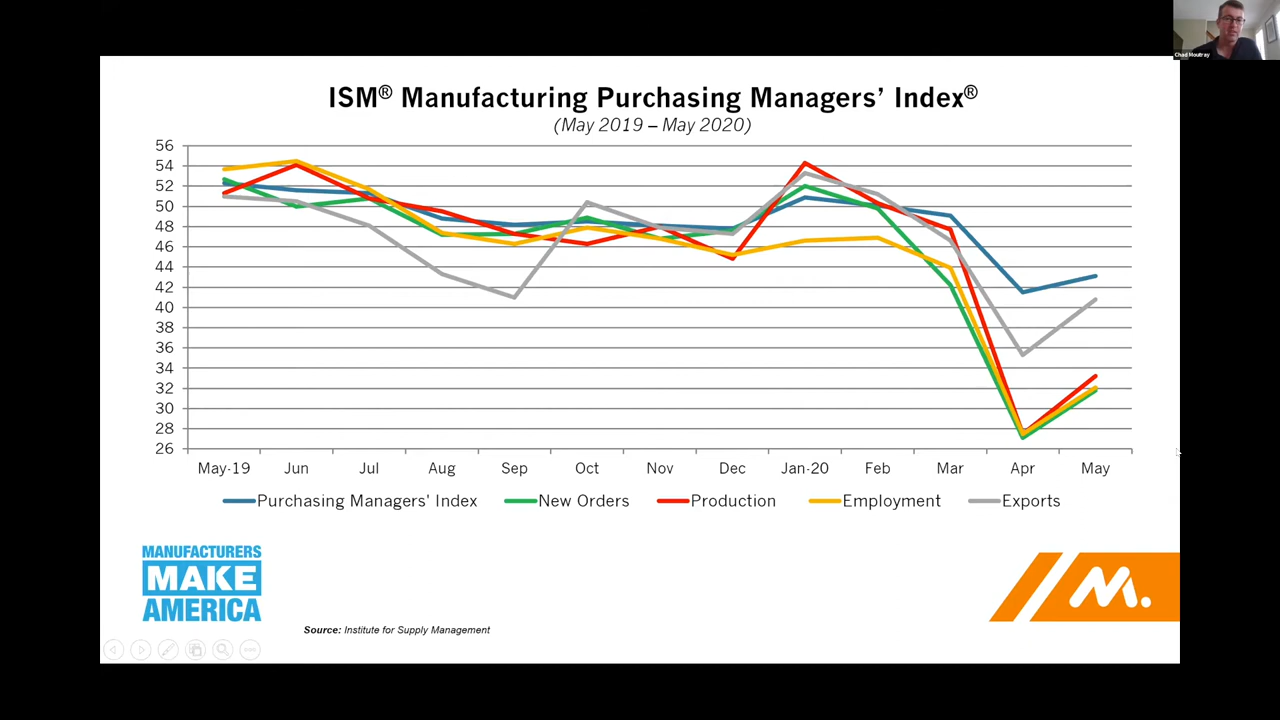 Chad Moutray
ISM® Manufacturing Purchasing Managers' Index®
(May 2019 – May 2020)
56
54
52
50
48
46
44
42
40
38
36
34
32
30
28
26
May-19 Jun Jul Aug Sep Oct Nov Dec Jan-20 Feb Mar Apr May
Purchasing Managers' Index New Orders Production Employment Exports
MANUFACTURERS
MAKE
AMERICA
M.
Source: Institute for Supply Management